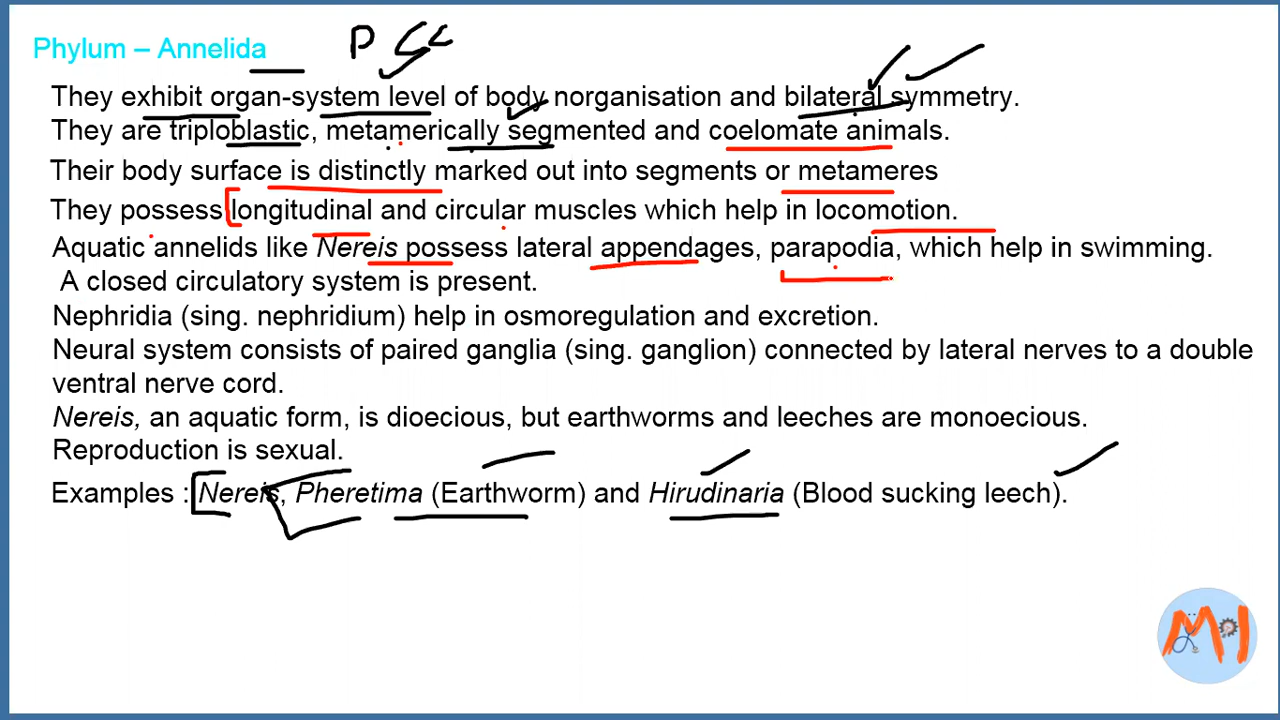 Phylum – Annelida
They exhibit organ-system level of body norganisation and bilateral symmetry.
They are triploblastic, metamerically segmented and coelomate animals.
Their body surface is distinctly marked out into segments or metameres
They possess longitudinal and circular muscles which help in locomotion.
Aquatic annelids like Nereis possess lateral appendages, parapodia, which help in swimming.
A closed circulatory system is present.
Nephridia (sing. nephridium) help in osmoregulation and excretion.
Neural system consists of paired ganglia (sing. ganglion) connected by lateral nerves to a double
ventral nerve cord.
Nereis, an aquatic form, is dioecious, but earthworms and leeches are monoecious.
Reproduction is sexual.
Examples : Nereis, Pheretima (Earthworm) and Hirudinaria (Blood sucking leech).